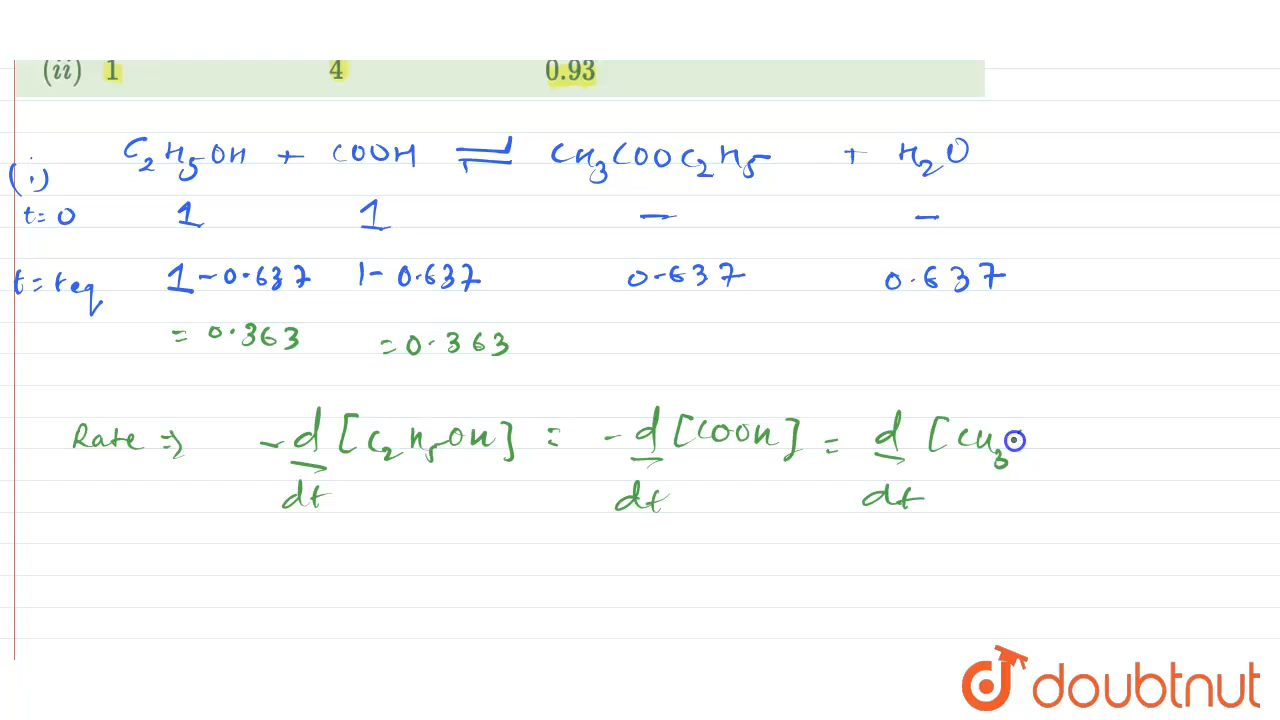 (ii) 1 4 0.93
(i) C2H5OH + COOH ⇌ CH3COOC2H5 + H2O
t=0 1 1 — —
t=teq 1-0.637 1-0.637 0.637 0.637
=0.363 =0.363
Rate ⇒ -d/dt [C2H5OH] = -d/dt [COOH] = d/dt [CH3
doubtnut